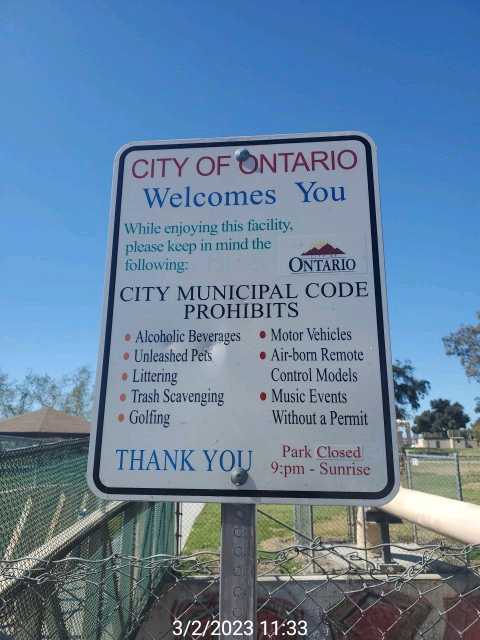 CITY OF ONTARIO
Welcomes You
While enjoying this facility,
please keep in mind the
following:
CITY OF
ONTARIO
CITY MUNICIPAL CODE
PROHIBITS
• Alcoholic Beverages
• Unleashed Pets
• Littering
• Trash Scavenging
• Golfing
• Motor Vehicles
• Air-born Remote
Control Models
• Music Events
Without a Permit
THANK YOU
Park Closed
9:pm - Sunrise
3/2/2023 11:33